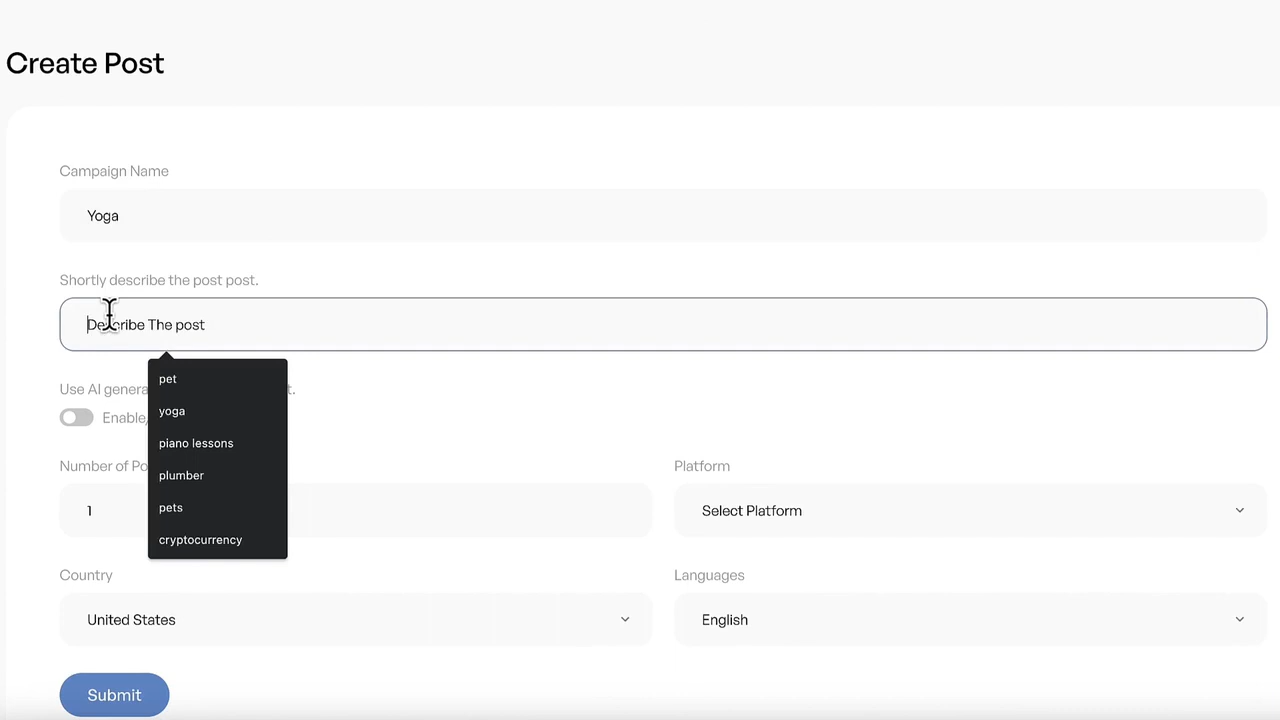 Create Post
Campaign Name
Yoga
Shortly describe the post post.
Describe The post
pet
yoga
piano lessons
plumber
pets
cryptocurrency
Use AI genera t.
Enable/
Number of Po
1
Platform
Select Platform
Country
United States
Languages
English
Submit